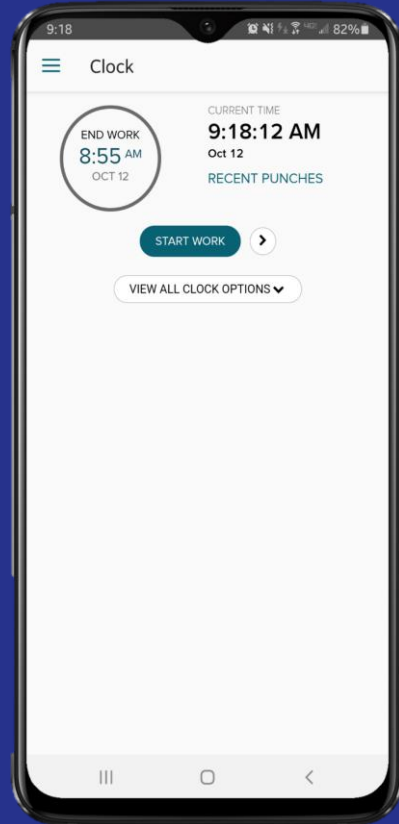 9:18
82%
Clock
END WORK
8:55 AM
OCT 12
CURRENT TIME
9:18:12 AM
Oct 12
RECENT PUNCHES
START WORK
VIEW ALL CLOCK OPTIONS